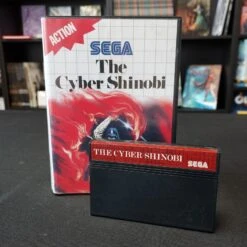 ACTION
SEGA
The
Cyber Shinobi
THE CYBER SHINOBI
SEGA